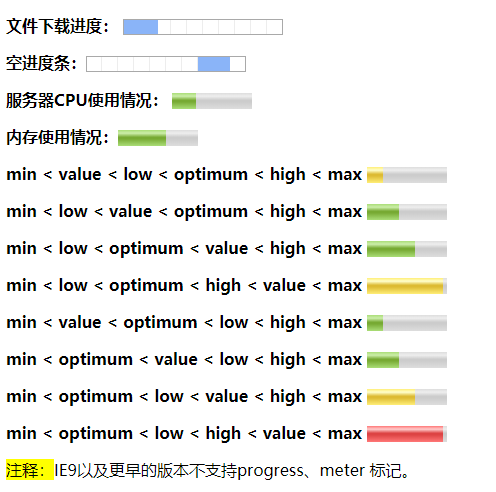 文件下载进度：
空进度条：
服务器CPU使用情况：
内存使用情况：
min < value < low < optimum < high < max
min < low < value < optimum < high < max
min < low < optimum < value < high < max
min < low < optimum < high < value < max
min < value < optimum < low < high < max
min < optimum < value < low < high < max
min < optimum < low < value < high < max
min < optimum < low < high < value < max
注释：IE9以及更早的版本不支持progress、meter 标记。